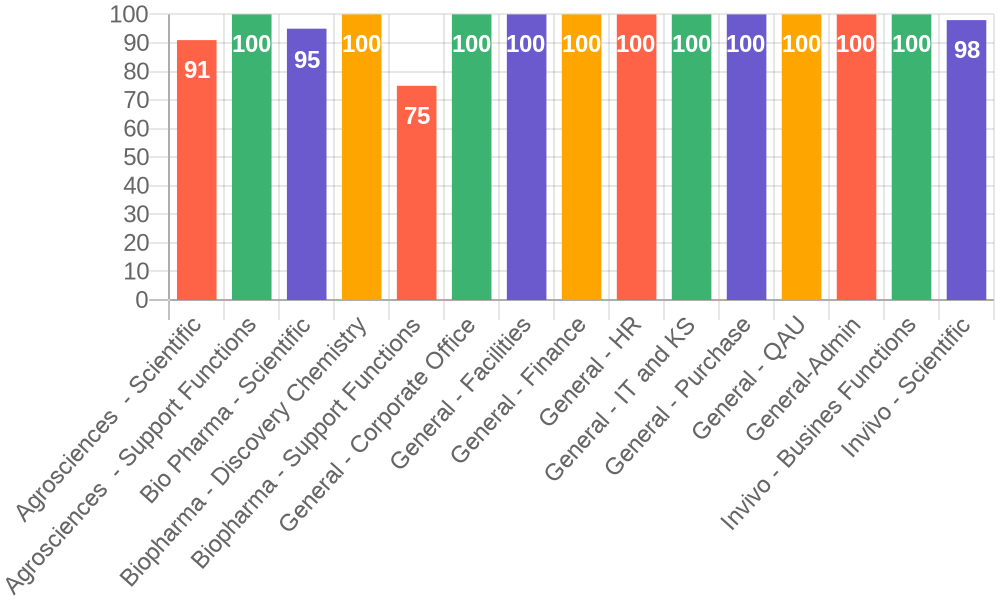 100
90
80
70
60
50
40
30
20
10
0
91
100
95
100
75
100
100
100
100
100
100
100
100
100
98
Agrosciences - Scientific
Agrosciences - Support Functions
Bio Pharma - Scientific
Biopharma - Discovery Chemistry
Biopharma - Support Functions
General - Corporate Office
General - Facilities
General - Finance
General - HR
General - IT and KS
General - Purchase
General - QAU
General-Admin
Invivo - Busines Functions
Invivo - Scientific